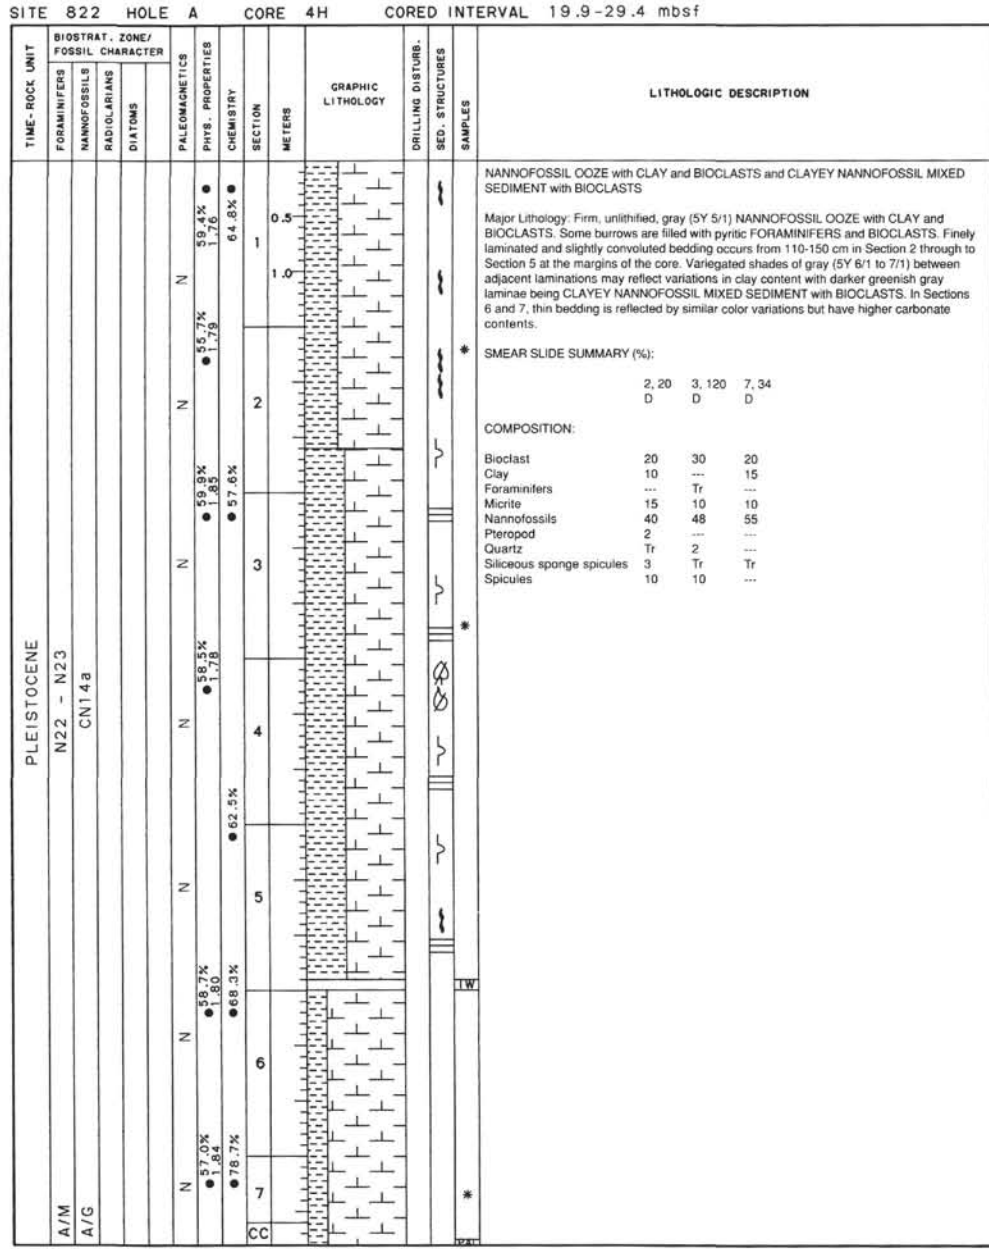 SITE 822 HOLE A CORE 4H CORED INTERVAL 19.9-29.4 mbsf
TIME-ROCK UNIT
BIOSTRAT. ZONE/
FOSSIL CHARACTER
FORAMINIFERS
NANNOFOSSILS
RADIOLARIANS
DIATOMS
PALEOMAGNETICS
PHYS. PROPERTIES
CHEMISTRY
SECTION
METERS
GRAPHIC
LITHOLOGY
DRILLING DISTURB.
SED. STRUCTURES
SAMPLES
LITHOLOGIC DESCRIPTION
PLEISTOCENE
N22 - N23
A/M
CN14a
A/G
N
N
N
N
N
N
N
59.4%
1.76
55.7%
1.79
59.9%
1.85
58.5%
1.78
58.7%
1.80
57.0%
1.84
64.8%
57.6%
62.5%
68.3%
78.7%
1
2
3
4
5
6
7
CC
0.5
1.0
*
*
IW
*
NANNOFOSSIL OOZE with CLAY and BIOCLASTS and CLAYEY NANNOFOSSIL MIXED
SEDIMENT with BIOCLASTS
Major Lithology: Firm, unlithified, gray (5Y 5/1) NANNOFOSSIL OOZE with CLAY and
BIOCLASTS. Some burrows are filled with pyritic FORAMINIFERS and BIOCLASTS. Finely
laminated and slightly convoluted bedding occurs from 110-150 cm in Section 2 through to
Section 5 at the margins of the core. Variegated shades of gray (5Y 6/1 to 7/1) between
adjacent laminations may reflect variations in clay content with darker greenish gray
laminae being CLAYEY NANNOFOSSIL MIXED SEDIMENT with BIOCLASTS. In Sections
6 and 7, thin bedding is reflected by similar color variations but have higher carbonate
contents.
SMEAR SLIDE SUMMARY (%):
2, 20 3, 120 7, 34
D D D
COMPOSITION:
Bioclast 20 30 20
Clay 10 --- 15
Foraminifers --- Tr ---
Micrite 15 10 10
Nannofossils 40 48 55
Pteropod 2 --- ---
Quartz Tr 2 ---
Siliceous sponge spicules 3 Tr Tr
Spicules 10 10 ---